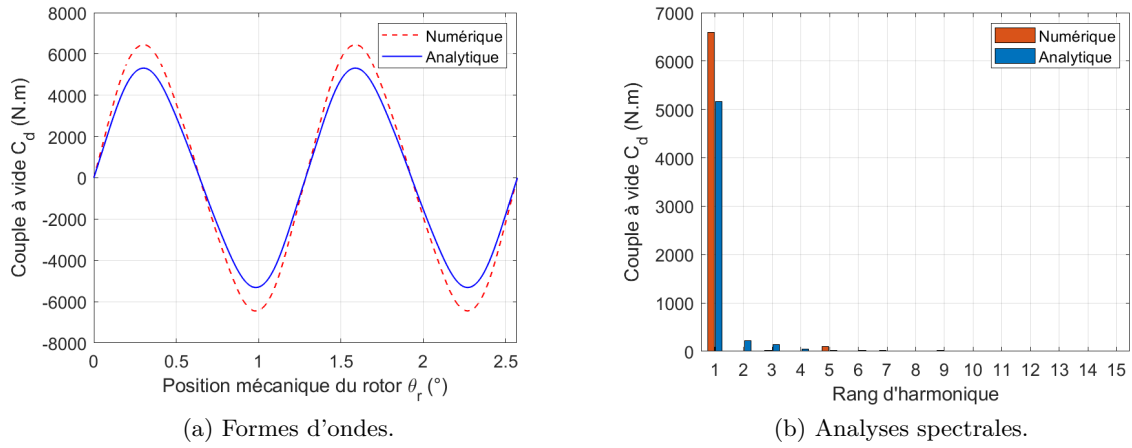 8000
6000
4000
2000
0
-2000
-4000
-6000
-8000
Couple à vide C_d (N.m)
Numérique
Analytique
0 0.5 1 1.5 2 2.5
Position mécanique du rotor θ_r (°)
(a) Formes d'ondes.
7000
6000
5000
4000
3000
2000
1000
0
Couple à vide C_d (N.m)
Numérique
Analytique
1 2 3 4 5 6 7 8 9 10 11 12 13 14 15
Rang d'harmonique
(b) Analyses spectrales.